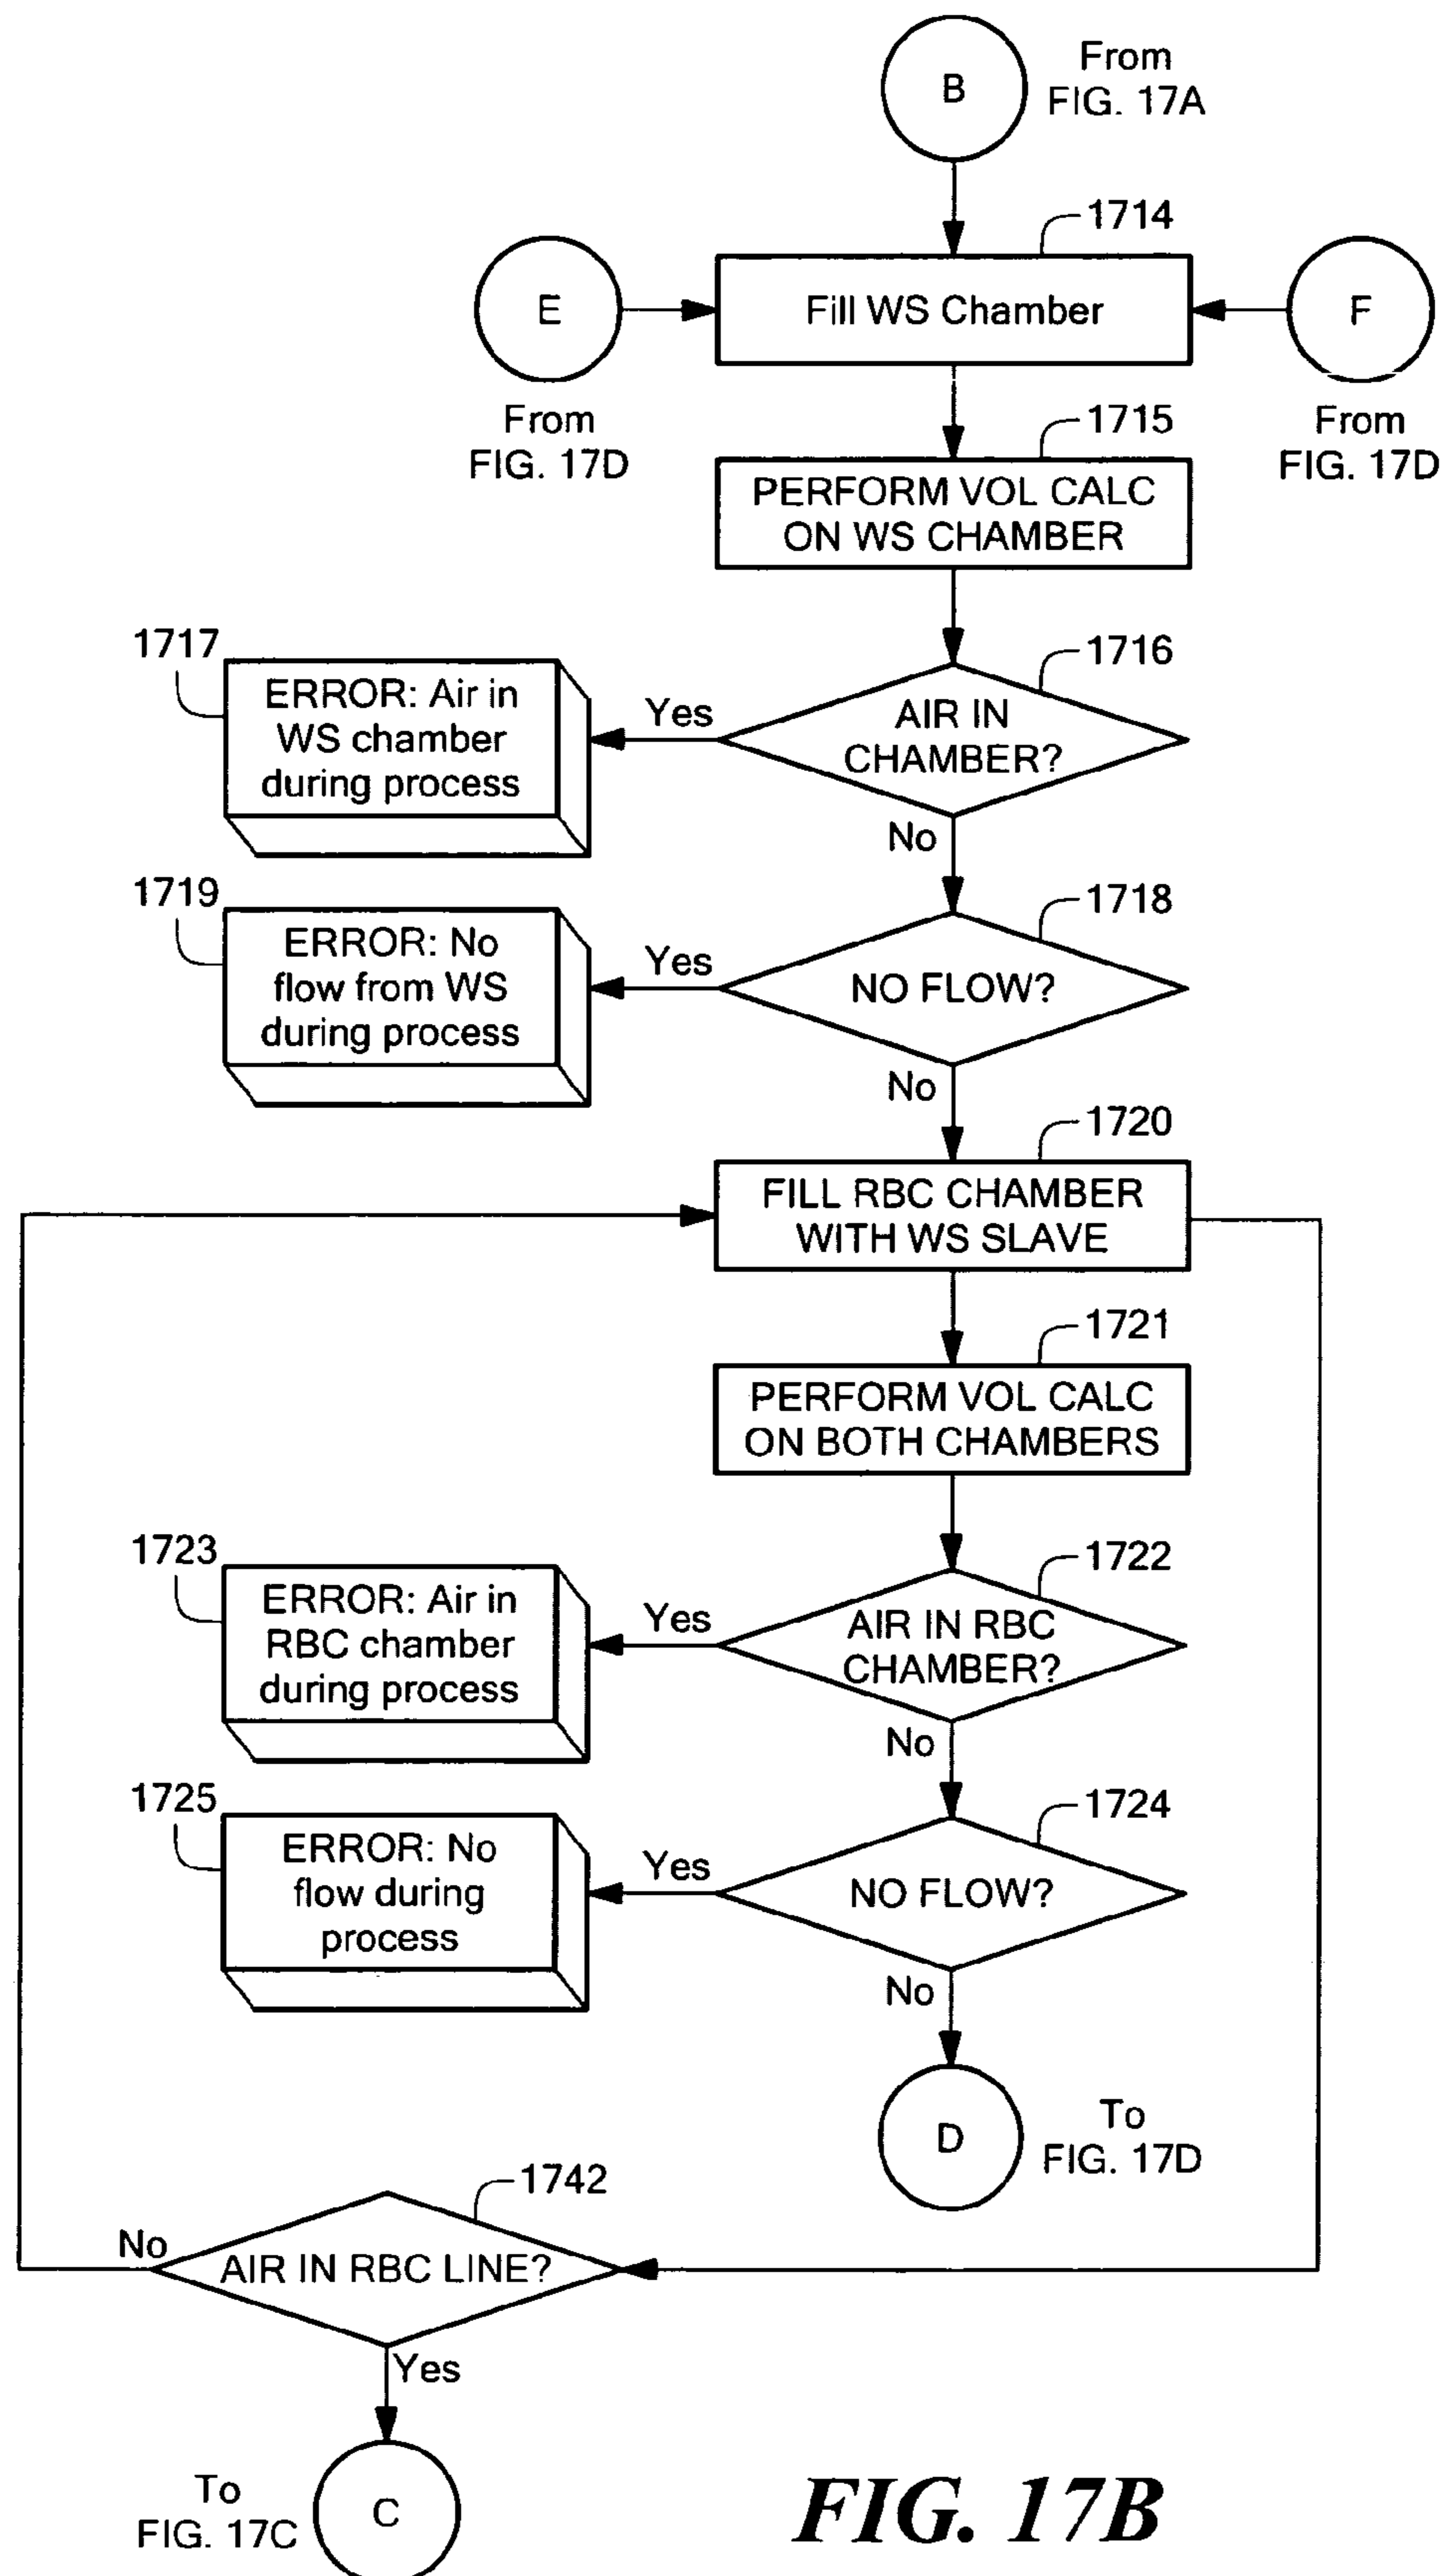 B
From
FIG. 17A
1714
E
Fill WS Chamber
F
From
FIG. 17D
From
FIG. 17D
1715
PERFORM VOL CALC
ON WS CHAMBER
1716
1717
ERROR: Air in
WS chamber
during process
Yes
AIR IN
CHAMBER?
No
1718
1719
ERROR: No
flow from WS
during process
Yes
NO FLOW?
No
1720
FILL RBC CHAMBER
WITH WS SLAVE
1721
PERFORM VOL CALC
ON BOTH CHAMBERS
1722
1723
ERROR: Air in
RBC chamber
during process
Yes
AIR IN RBC
CHAMBER?
No
1724
1725
ERROR: No
flow during
process
Yes
NO FLOW?
No
D
To
FIG. 17D
1742
No
AIR IN RBC LINE?
Yes
To
FIG. 17C
C
FIG. 17B